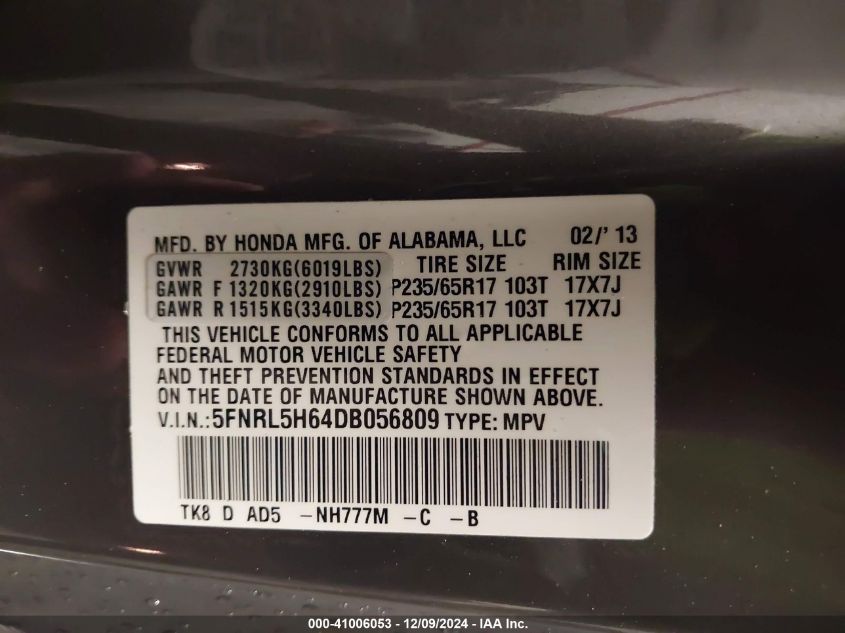 MFD. BY HONDA MFG. OF ALABAMA, LLC 02/' 13
GVWR 2730KG(6019LBS) TIRE SIZE RIM SIZE
GAWR F 1320KG(2910LBS) P235/65R17 103T 17X7J
GAWR R 1515KG(3340LBS) P235/65R17 103T 17X7J
THIS VEHICLE CONFORMS TO ALL APPLICABLE
FEDERAL MOTOR VEHICLE SAFETY
AND THEFT PREVENTION STANDARDS IN EFFECT
ON THE DATE OF MANUFACTURE SHOWN ABOVE.
V.I.N.:5FNRL5H64DB056809 TYPE: MPV
TK8 D AD5 -NH777M -C -B
000-41006053 - 12/09/2024 - IAA Inc.